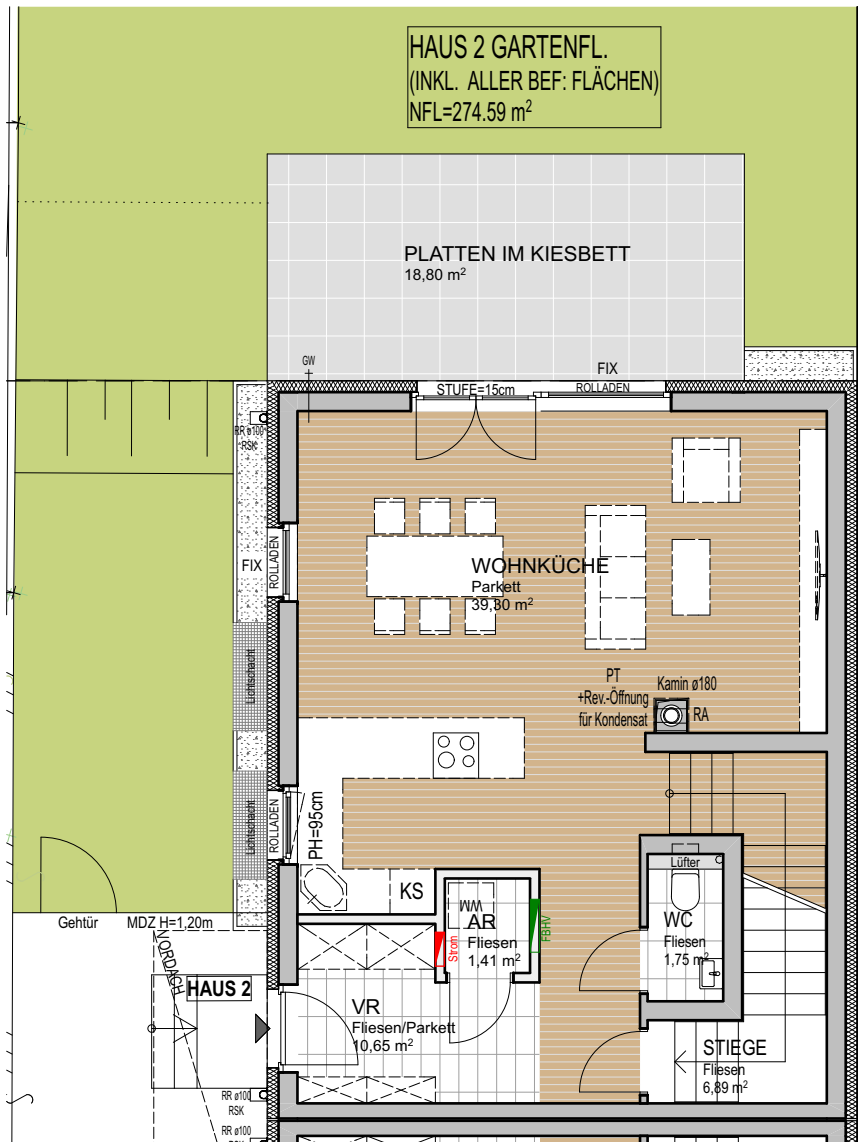 HAUS 2 GARTENFL.
(INKL. ALLER BEF: FLÄCHEN)
NFL=274.59 m²
PLATTEN IM KIESBETT
18,80 m²
GW
FIX
STUFE=15cm
ROLLADEN
RR ø100
RSK
FIX
ROLLADEN
WOHNKÜCHE
Parkett
39,30 m²
Lichtschacht
PT
+Rev.-Öffnung
für Kondensat
Kamin ø180
RA
Lichtschacht
ROLLADEN
PH=95cm
KS
Lüfter
WM
AR
Fliesen
1,41 m²
Strom
FBHV
WC
Fliesen
1,75 m²
Gehtür
MDZ H=1,20m
VORDACH
HAUS 2
VR
Fliesen/Parkett
10,65 m²
STIEGE
Fliesen
6,89 m²
RR ø100
RSK
RR ø100
RSK